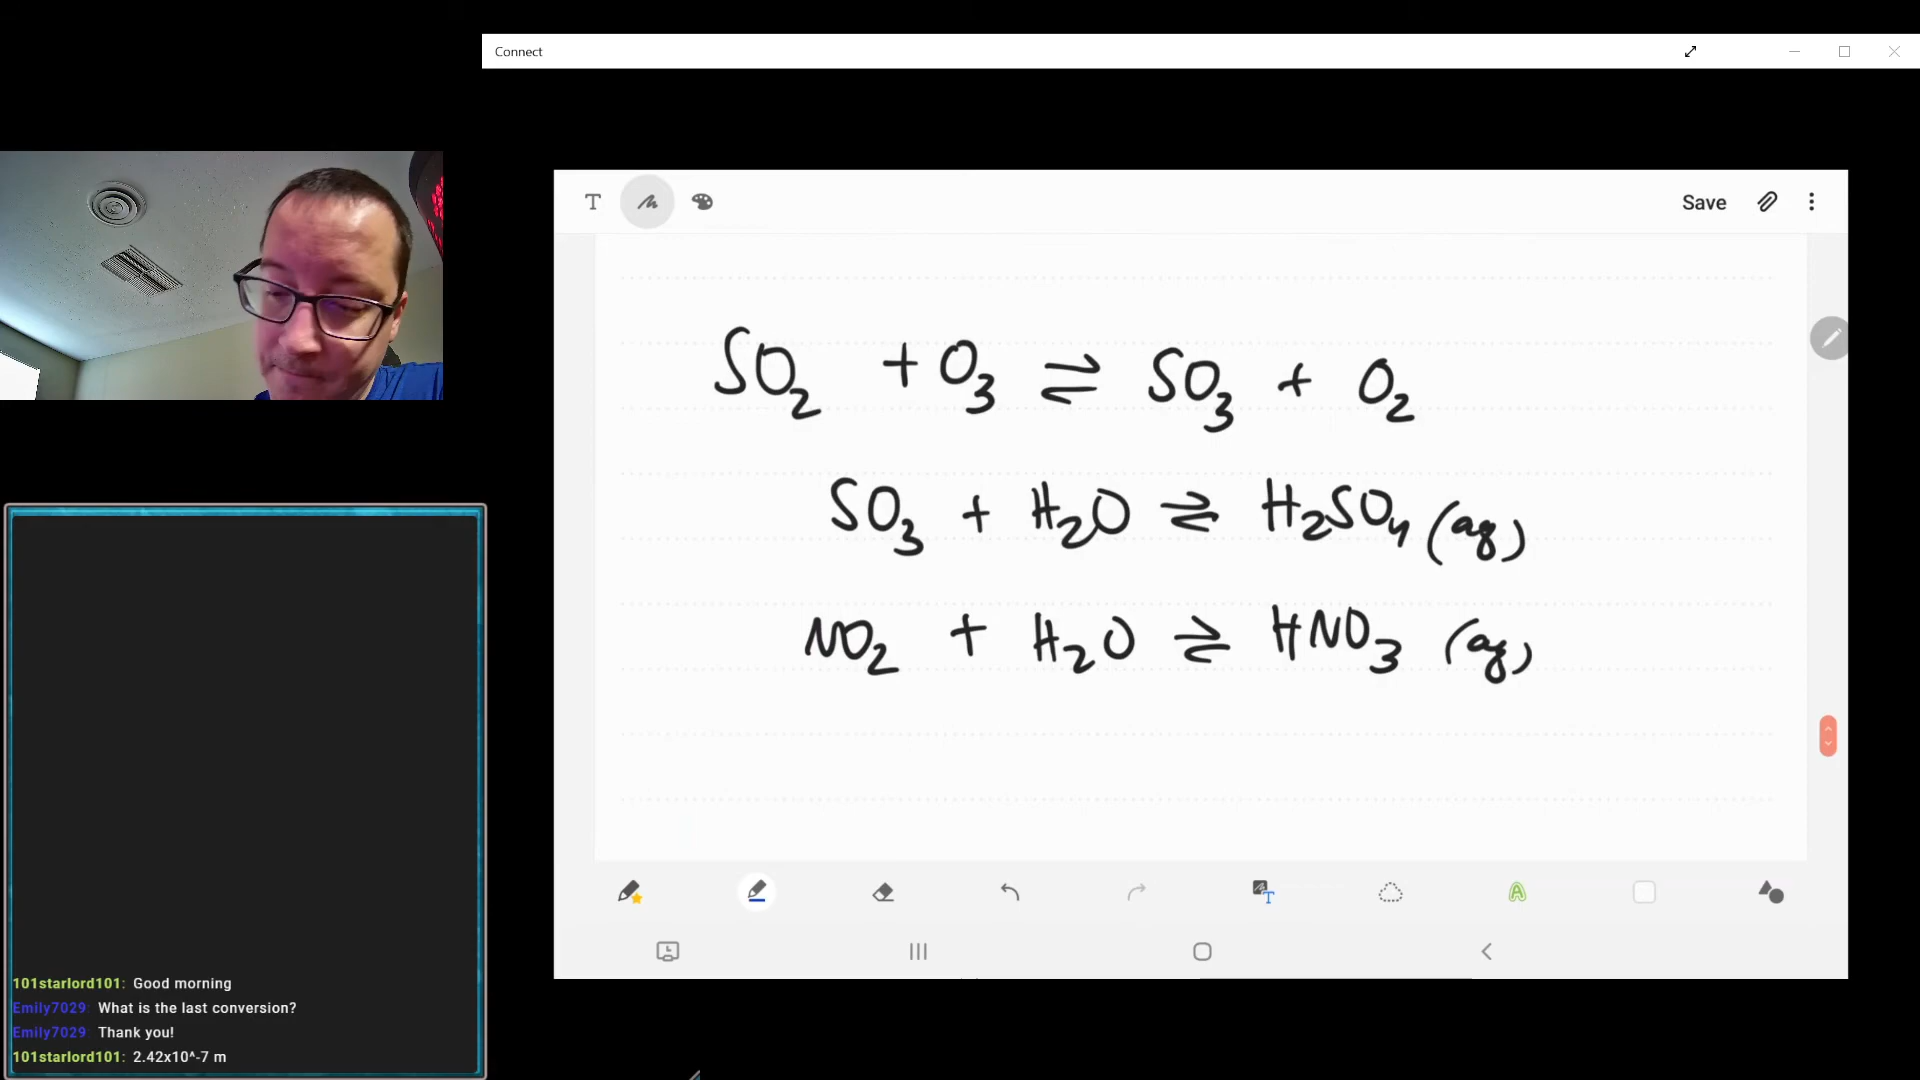 Connect
T Save
SO₂ + O₃ ⇌ SO₃ + O₂
SO₃ + H₂O ⇌ H₂SO₄ (aq)
NO₂ + H₂O ⇌ HNO₃ (aq)
101starlord101: Good morning
Emily7029: What is the last conversion?
Emily7029: Thank you!
101starlord101: 2.42x10^-7 m